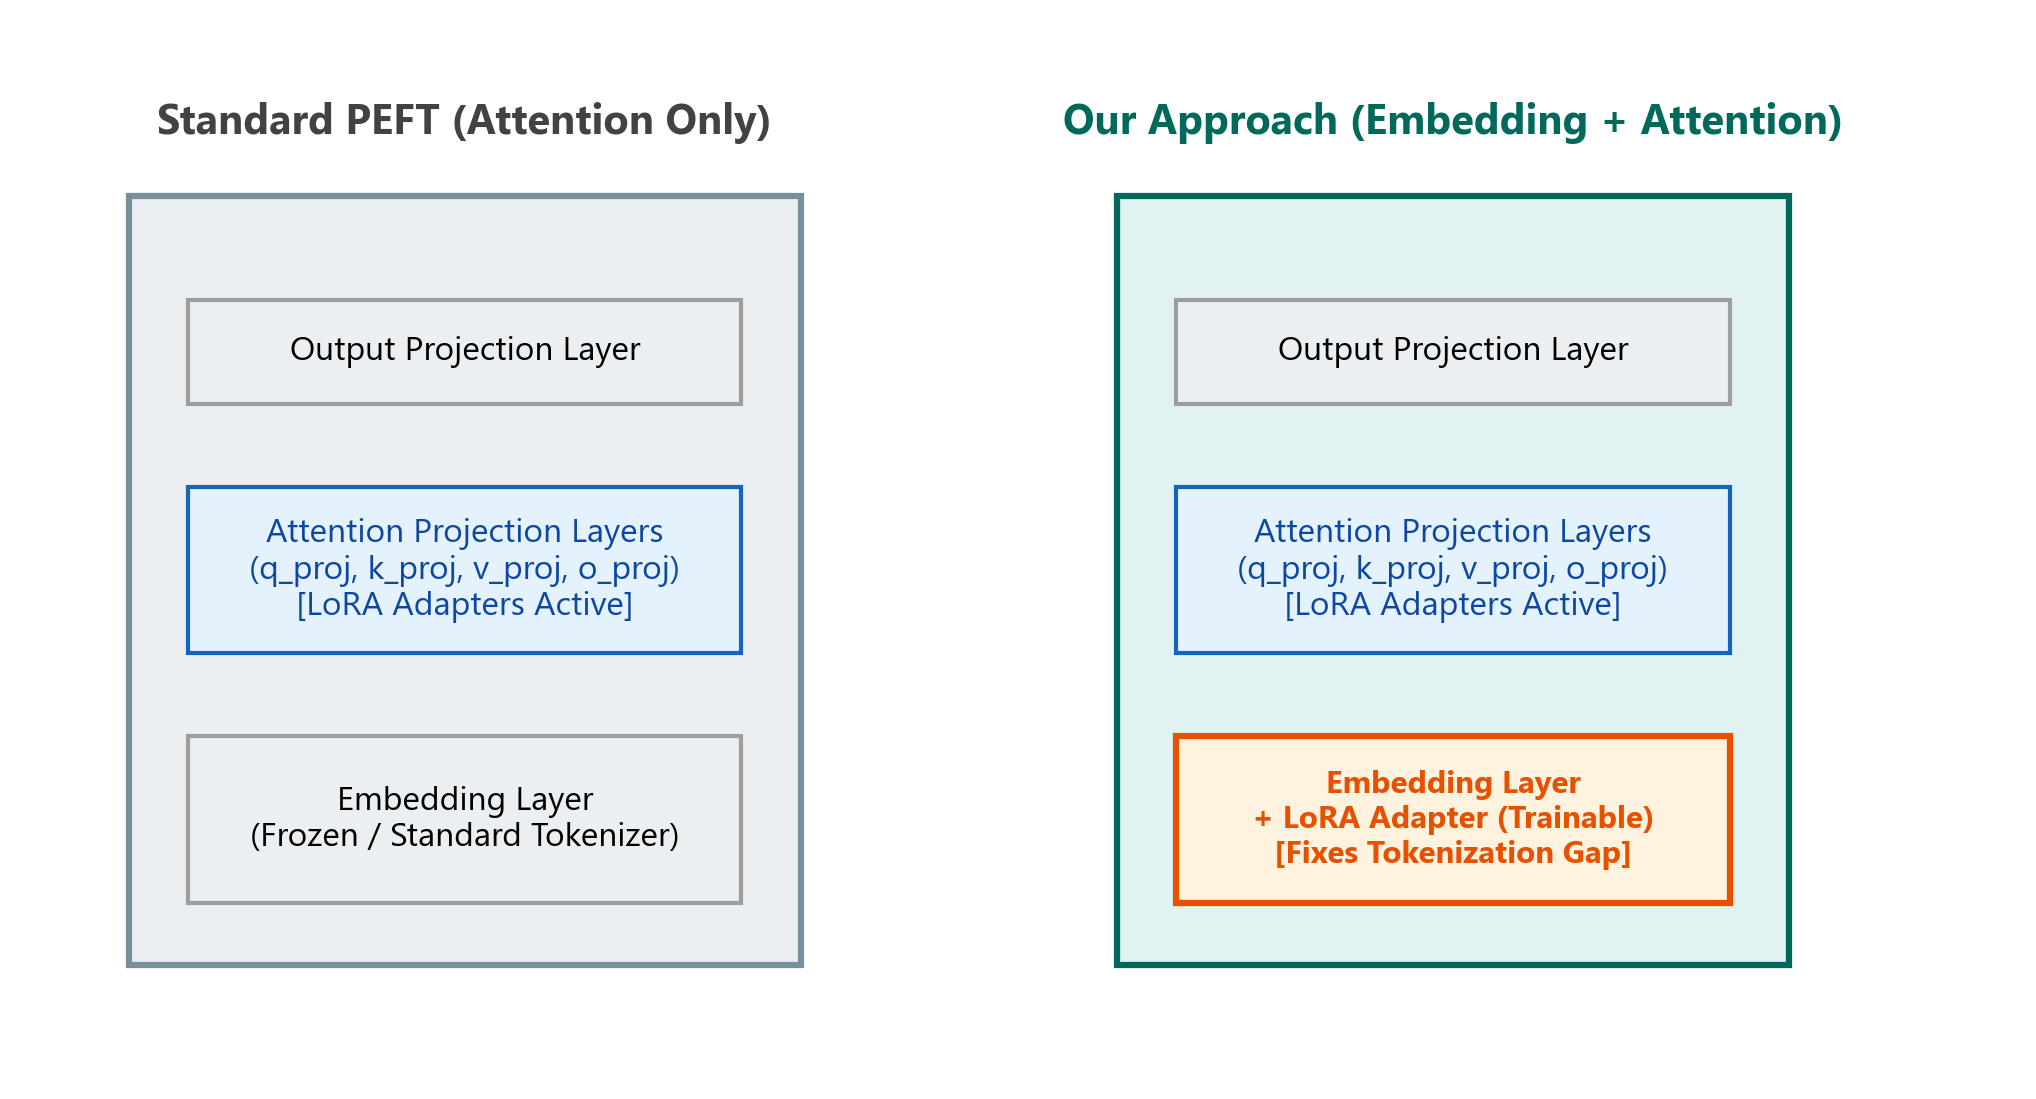 Standard PEFT (Attention Only)
Output Projection Layer
Attention Projection Layers
(q_proj, k_proj, v_proj, o_proj)
[LoRA Adapters Active]
Embedding Layer
(Frozen / Standard Tokenizer)
Our Approach (Embedding + Attention)
Output Projection Layer
Attention Projection Layers
(q_proj, k_proj, v_proj, o_proj)
[LoRA Adapters Active]
Embedding Layer
+ LoRA Adapter (Trainable)
[Fixes Tokenization Gap]